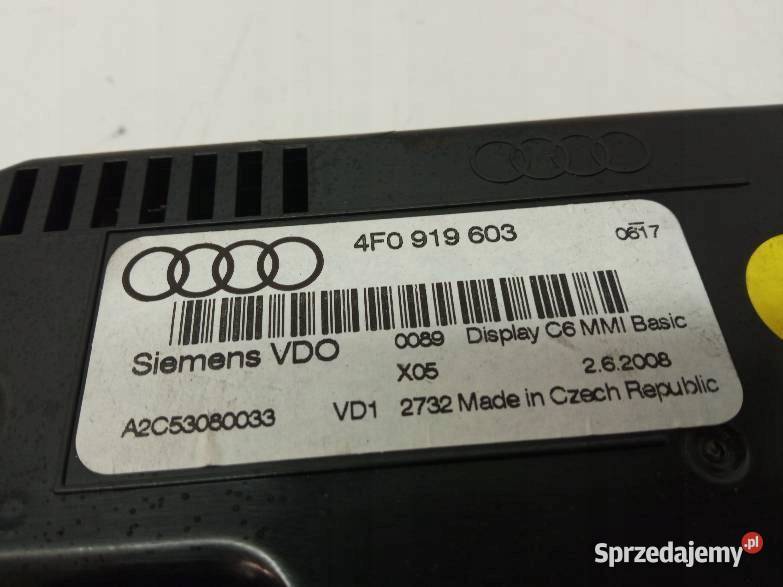 4F0 919 603
0617
Siemens VDO
0089 Display C6 MMI Basic
X05 2.6.2008
A2C53080033 VD1 2732 Made in Czech Republic
Sprzedajemy.pl